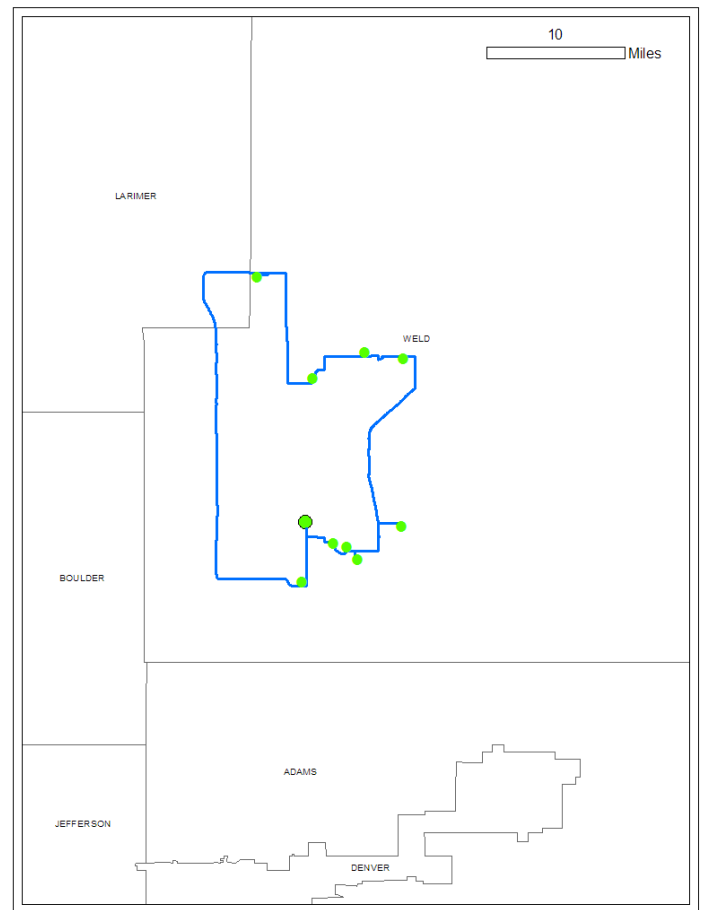 10
Miles
LARIMER
WELD
BOULDER
ADAMS
JEFFERSON
DENVER